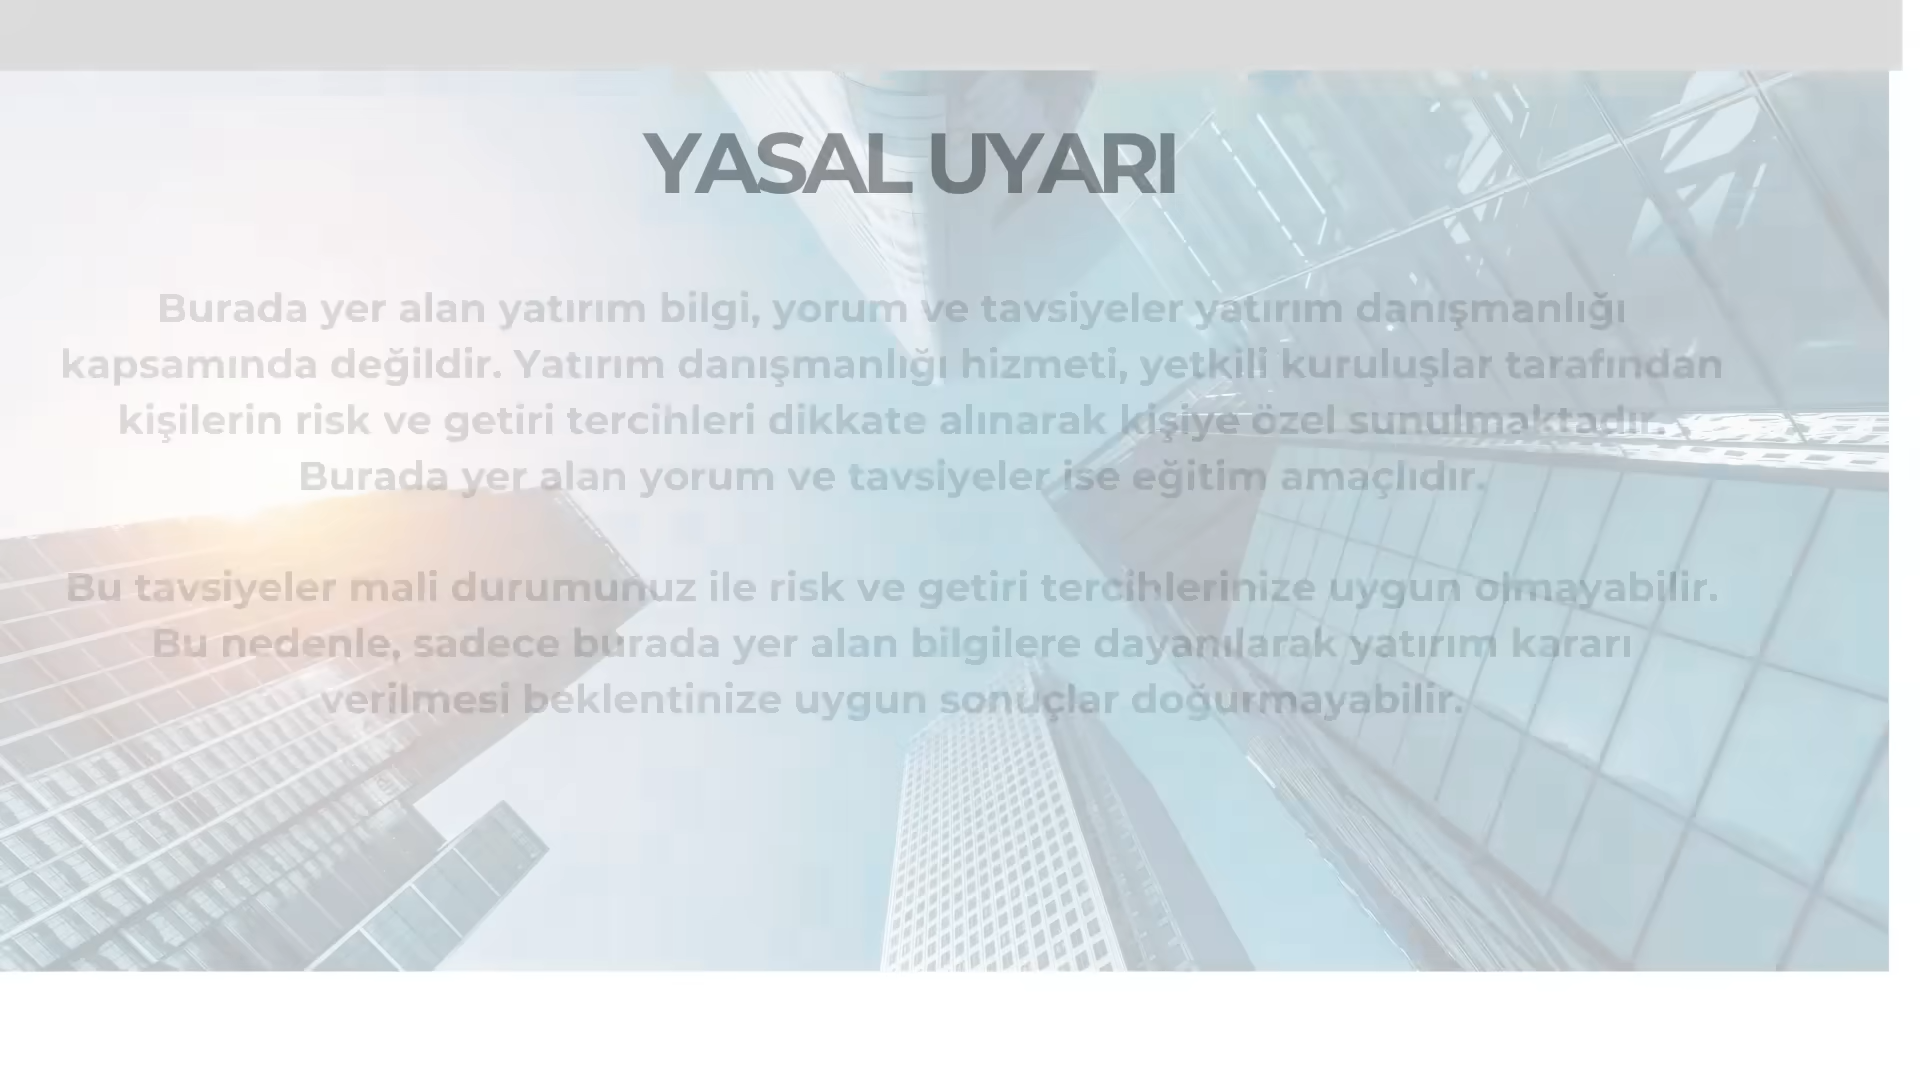 YASAL UYARI
Burada yer alan yatırım bilgi, yorum ve tavsiyeler yatırım danışmanlığı
kapsamında değildir. Yatırım danışmanlığı hizmeti, yetkili kuruluşlar tarafından
kişilerin risk ve getiri tercihleri dikkate alınarak kişiye özel sunulmaktadır.
Burada yer alan yorum ve tavsiyeler ise eğitim amaçlıdır.
Bu tavsiyeler mali durumunuz ile risk ve getiri tercihlerinize uygun olmayabilir.
Bu nedenle, sadece burada yer alan bilgilere dayanılarak yatırım kararı
verilmesi beklentinize uygun sonuçlar doğurmayabilir.